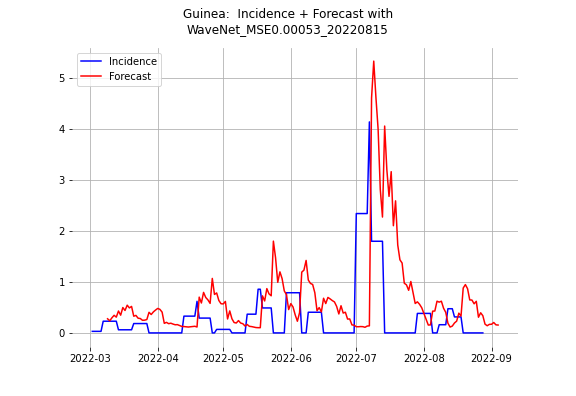 Guinea:  Incidence + Forecast with
WaveNet_MSE0.00053_20220815
Incidence
Forecast
5
4
3
2
1
0
2022-03 2022-04 2022-05 2022-06 2022-07 2022-08 2022-09